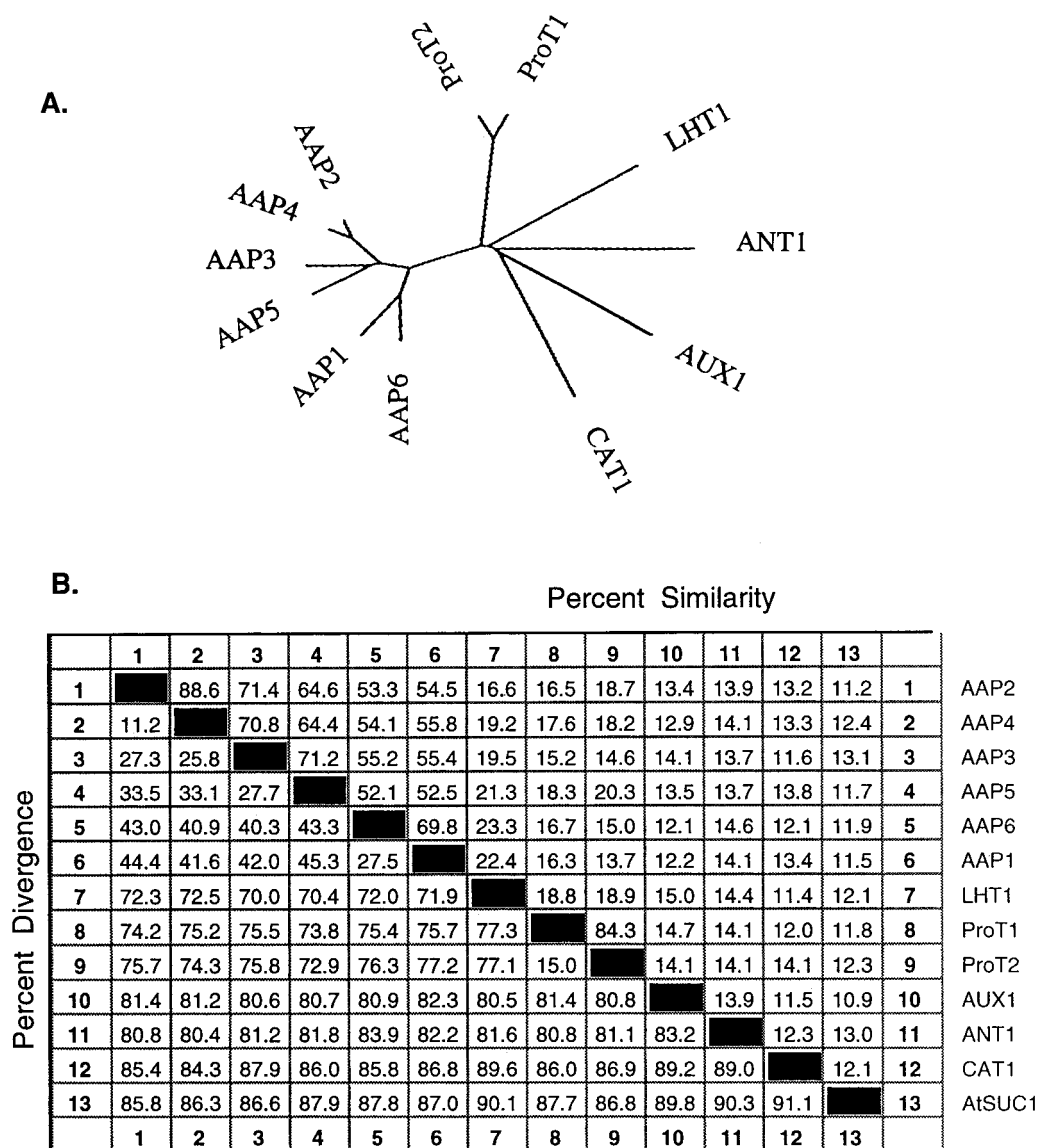 A.
ProT2
ProT1
LHT1
AAP2
AAP4
ANT1
AAP3
AAP5
AUX1
AAP1
AAP6
CAT1
B.
Percent Similarity
1 2 3 4 5 6 7 8 9 10 11 12 13
1 88.6 71.4 64.6 53.3 54.5 16.6 16.5 18.7 13.4 13.9 13.2 11.2 1 AAP2
2 11.2 70.8 64.4 54.1 55.8 19.2 17.6 18.2 12.9 14.1 13.3 12.4 2 AAP4
3 27.3 25.8 71.2 55.2 55.4 19.5 15.2 14.6 14.1 13.7 11.6 13.1 3 AAP3
4 33.5 33.1 27.7 52.1 52.5 21.3 18.3 20.3 13.5 13.7 13.8 11.7 4 AAP5
5 43.0 40.9 40.3 43.3 69.8 23.3 16.7 15.0 12.1 14.6 12.1 11.9 5 AAP6
6 44.4 41.6 42.0 45.3 27.5 22.4 16.3 13.7 12.2 14.1 13.4 11.5 6 AAP1
7 72.3 72.5 70.0 70.4 72.0 71.9 18.8 18.9 15.0 14.4 11.4 12.1 7 LHT1
8 74.2 75.2 75.5 73.8 75.4 75.7 77.3 84.3 14.7 14.1 12.0 11.8 8 ProT1
9 75.7 74.3 75.8 72.9 76.3 77.2 77.1 15.0 14.1 14.1 14.1 12.3 9 ProT2
10 81.4 81.2 80.6 80.7 80.9 82.3 80.5 81.4 80.8 13.9 11.5 10.9 10 AUX1
11 80.8 80.4 81.2 81.8 83.9 82.2 81.6 80.8 81.1 83.2 12.3 13.0 11 ANT1
12 85.4 84.3 87.9 86.0 85.8 86.8 89.6 86.0 86.9 89.2 89.0 12.1 12 CAT1
13 85.8 86.3 86.6 87.9 87.8 87.0 90.1 87.7 86.8 89.8 90.3 91.1 13 AtSUC1
1 2 3 4 5 6 7 8 9 10 11 12 13
Percent Divergence